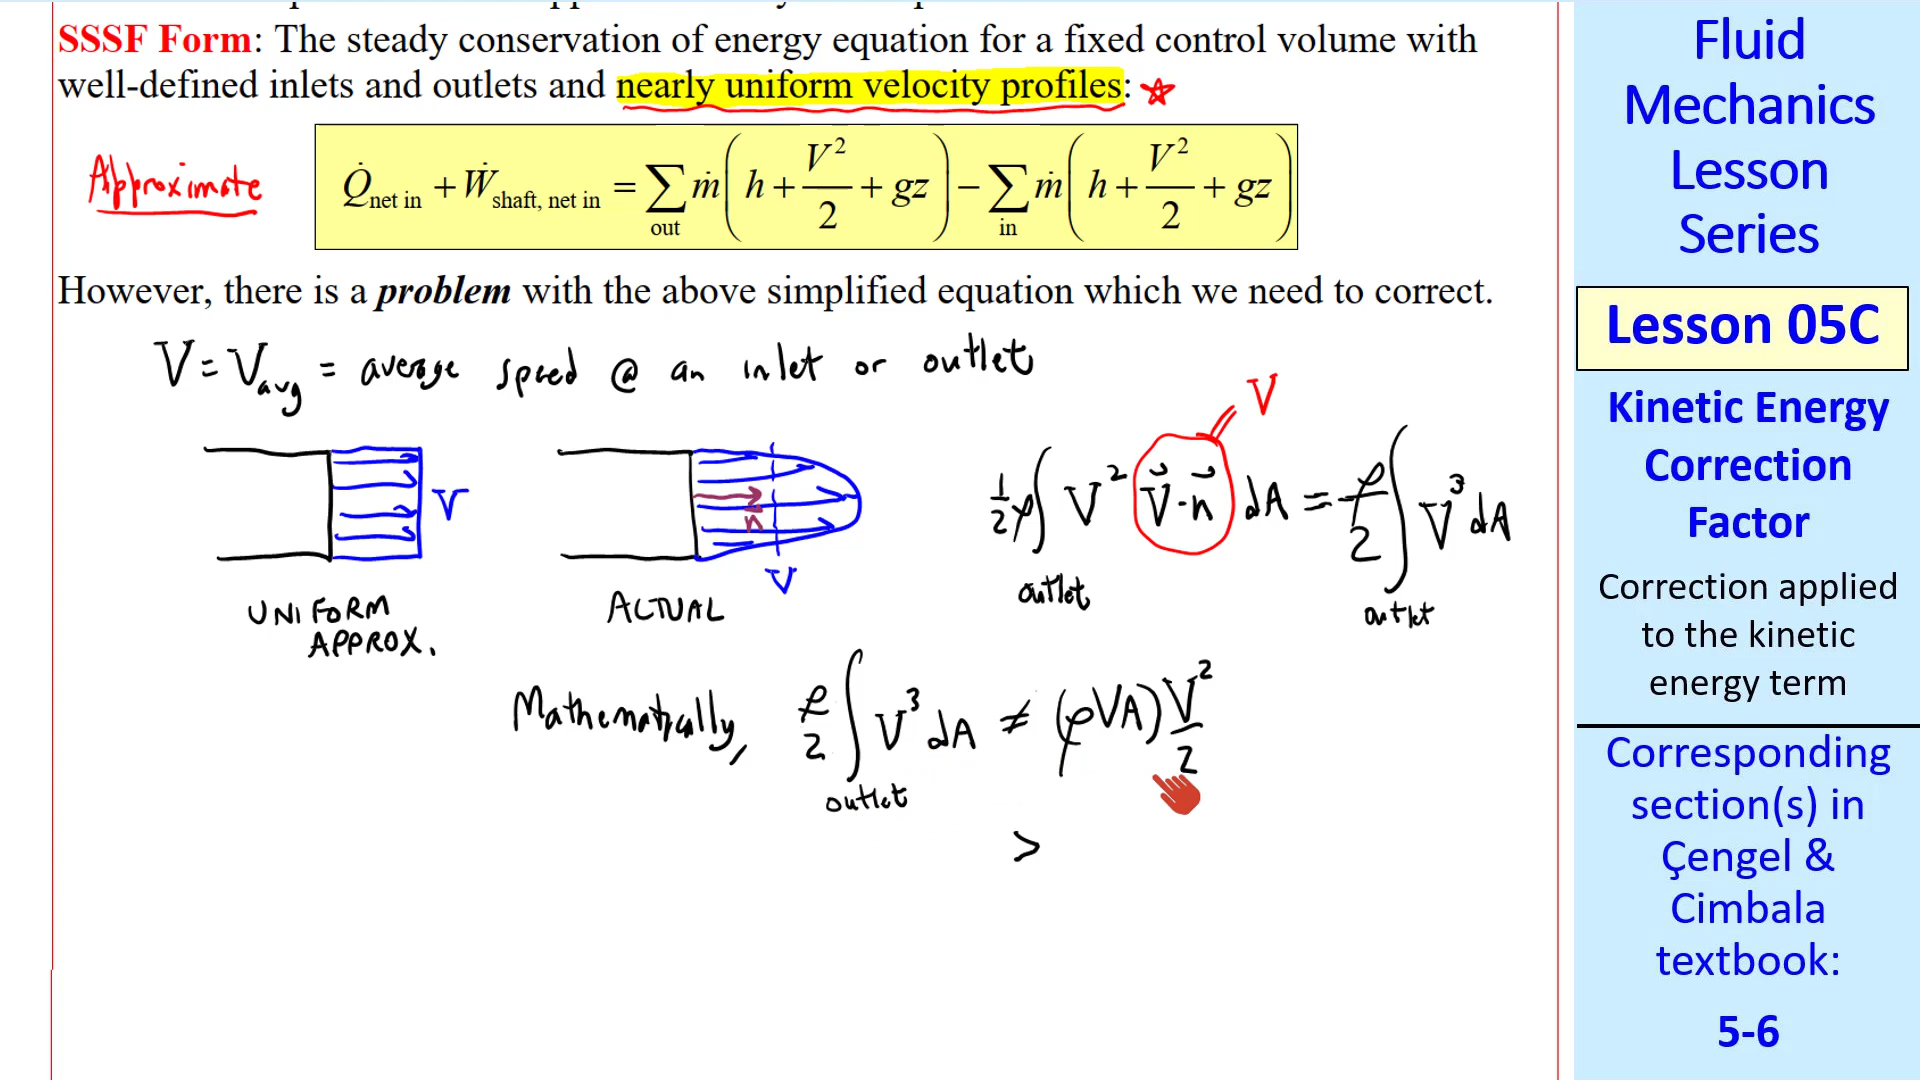 SSSF Form: The steady conservation of energy equation for a fixed control volume with
well-defined inlets and outlets and nearly uniform velocity profiles:
Approximate
Q̇ net in + Ẇ shaft, net in = ∑ out ṁ ( h + V²/2 + gz ) − ∑ in ṁ ( h + V²/2 + gz )
However, there is a problem with the above simplified equation which we need to correct.
V = Vavg = average speed @ an inlet or outlet
V
V
n⃗
V
UNIFORM
APPROX.
ACTUAL
½ρ ∫ outlet V² V⃗·n⃗ dA = ρ/2 ∫ outlet V³ dA
Mathematically, ρ/2 ∫ outlet V³ dA ≠ (ρVA) V²/2
>
Fluid
Mechanics
Lesson
Series
Lesson 05C
Kinetic Energy
Correction
Factor
Correction applied
to the kinetic
energy term
Corresponding
section(s) in
Çengel &
Cimbala
textbook:
5-6